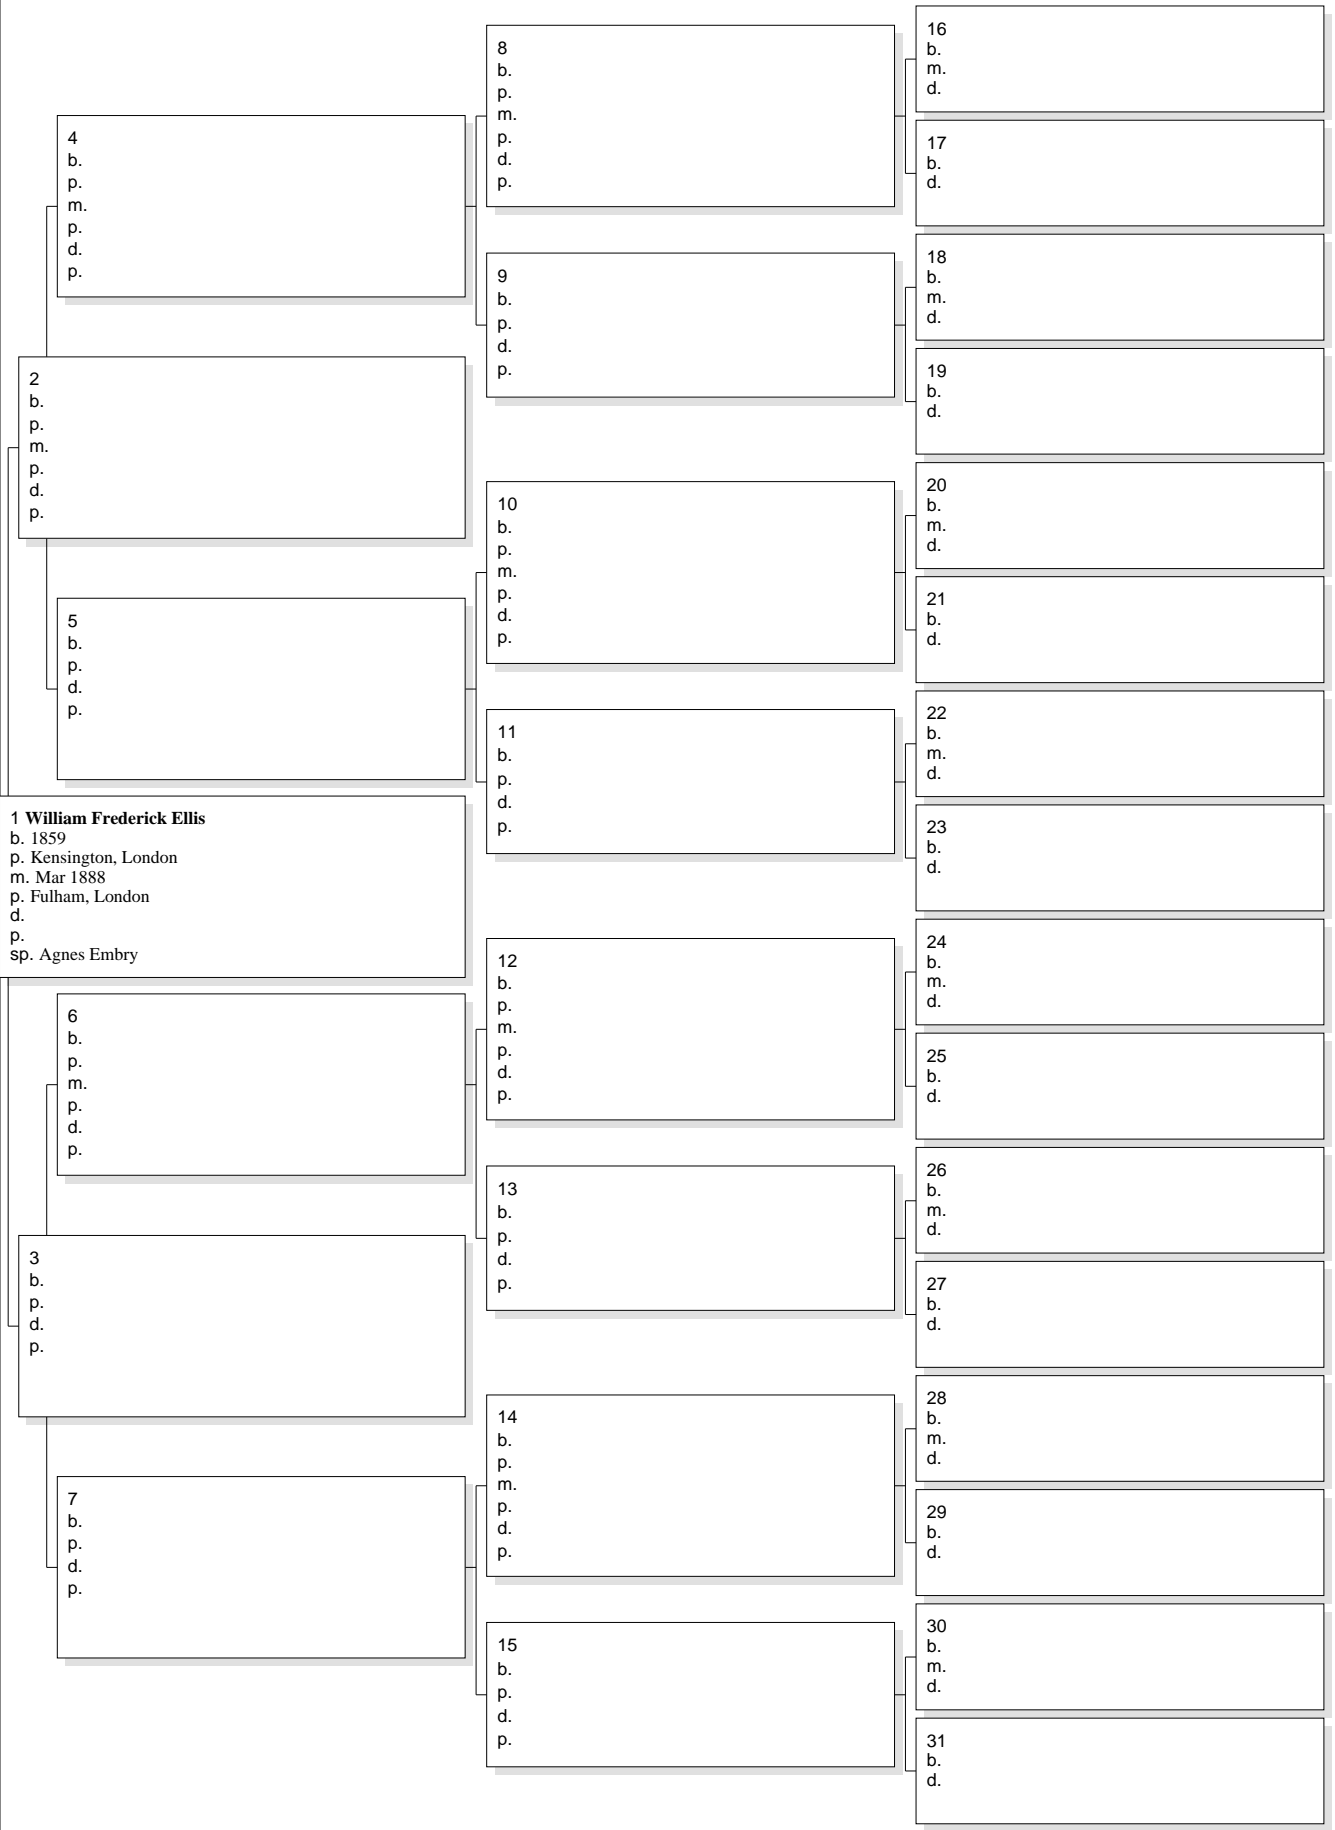 16
b.
m.
d.
8
b.
p.
m.
p.
d.
p.
17
b.
d.
4
b.
p.
m.
p.
d.
p.
18
b.
m.
d.
9
b.
p.
d.
p.
19
b.
d.
2
b.
p.
m.
p.
d.
p.
20
b.
m.
d.
10
b.
p.
m.
p.
d.
p.
21
b.
d.
5
b.
p.
d.
p.
22
b.
m.
d.
11
b.
p.
d.
p.
23
b.
d.
1 William Frederick Ellis
b. 1859
p. Kensington, London
m. Mar 1888
p. Fulham, London
d.
p.
sp. Agnes Embry
24
b.
m.
d.
12
b.
p.
m.
p.
d.
p.
25
b.
d.
6
b.
p.
m.
p.
d.
p.
26
b.
m.
d.
13
b.
p.
d.
p.
27
b.
d.
3
b.
p.
d.
p.
28
b.
m.
d.
14
b.
p.
m.
p.
d.
p.
29
b.
d.
7
b.
p.
d.
p.
30
b.
m.
d.
15
b.
p.
d.
p.
31
b.
d.